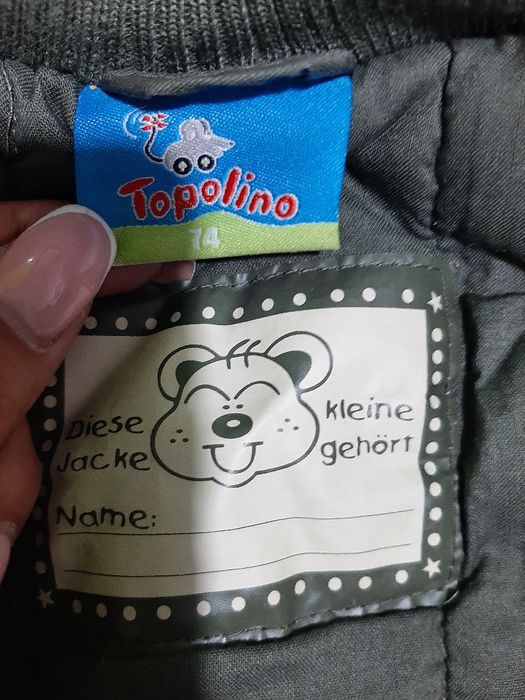 Topolino
74
Diese kleine
Jacke gehört
Name: